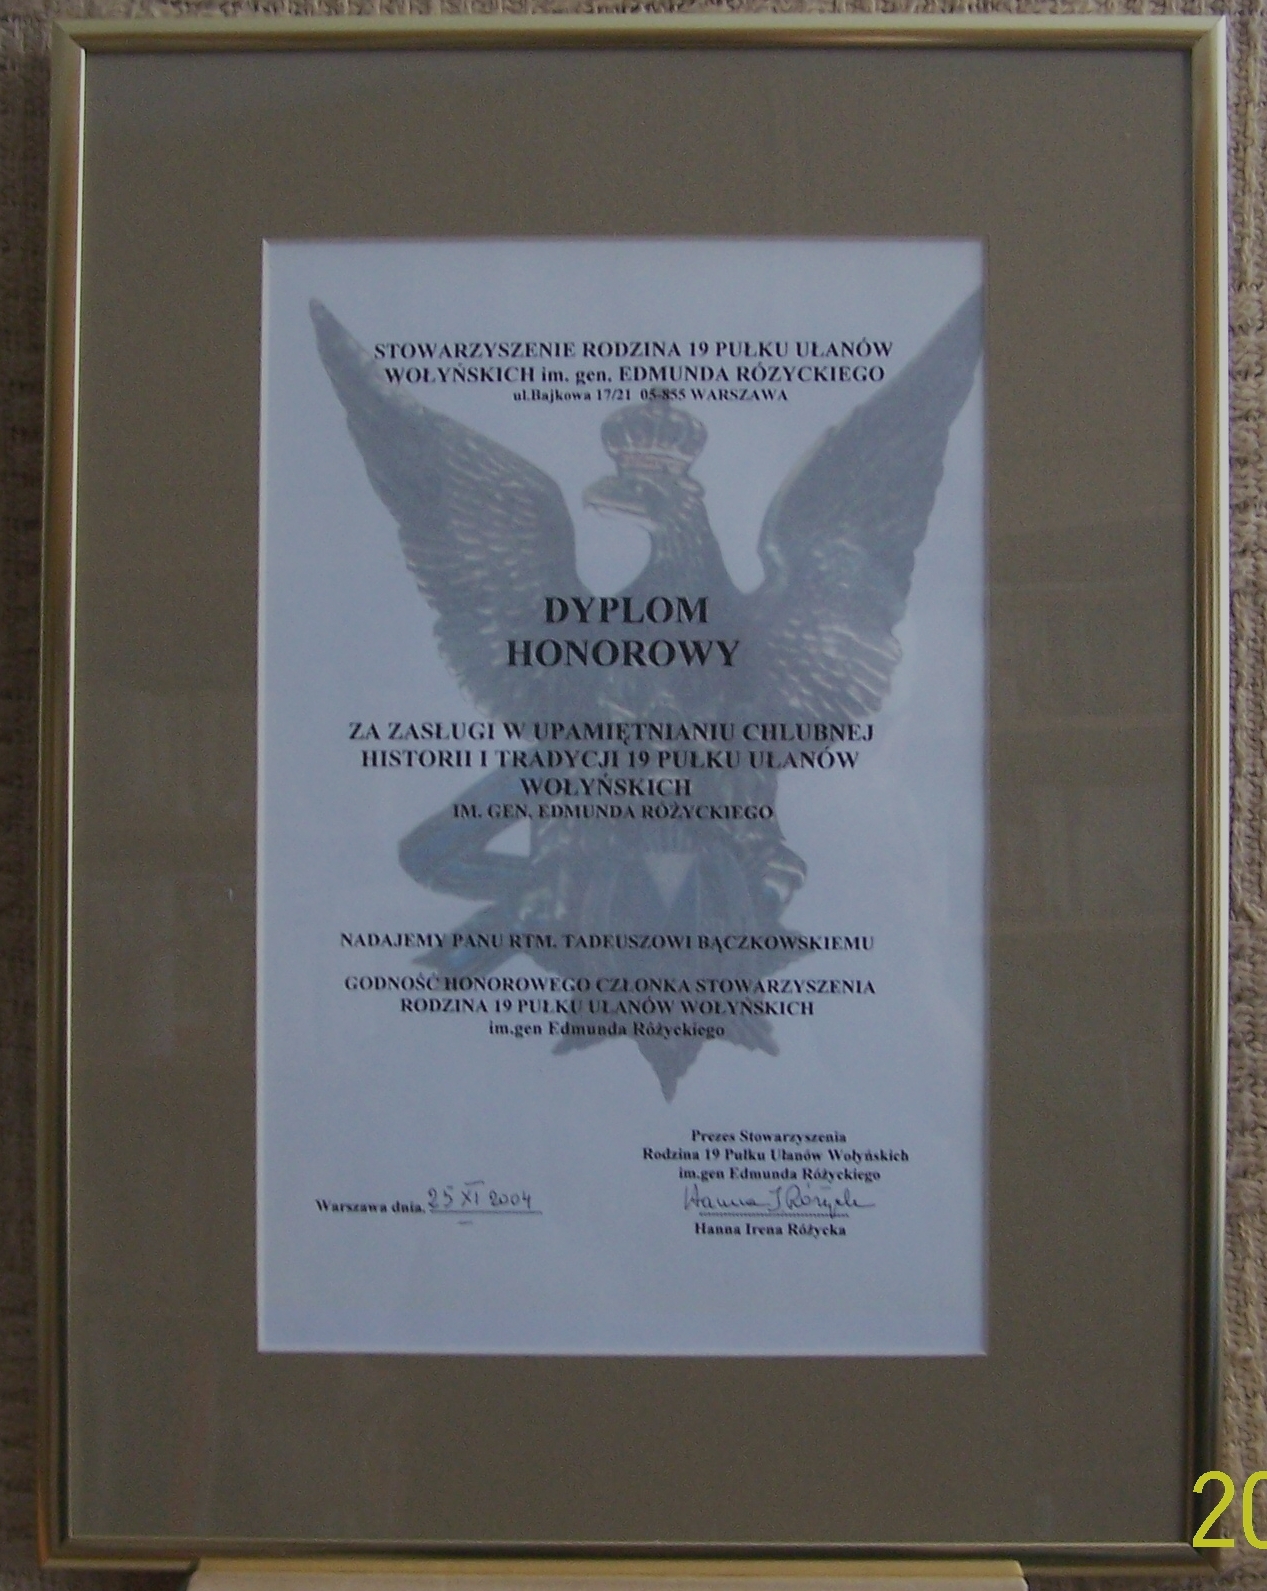 STOWARZYSZENIE RODZINA 19 PUŁKU UŁANÓW
WOŁYŃSKICH im. gen. EDMUNDA RÓŻYCKIEGO
ul.Bajkowa 17/21 05-855 WARSZAWA
DYPLOM
HONOROWY
ZA ZASŁUGI W UPAMIĘTNIANIU CHLUBNEJ
HISTORII I TRADYCJI 19 PUŁKU UŁANÓW
WOŁYŃSKICH
IM. GEN. EDMUNDA RÓŻYCKIEGO
NADAJEMY PANU RTM. TADEUSZOWI BĄCZKOWSKIEMU
GODNOŚĆ HONOROWEGO CZŁONKA STOWARZYSZENIA
RODZINA 19 PUŁKU UŁANÓW WOŁYŃSKICH
im.gen Edmunda Różyckiego
Prezes Stowarzyszenia
Rodzina 19 Pułku Ułanów Wołyńskich
im.gen Edmunda Różyckiego
Warszawa dnia, 25 XI 2004
Hanna I Różycka
Hanna Irena Różycka
20